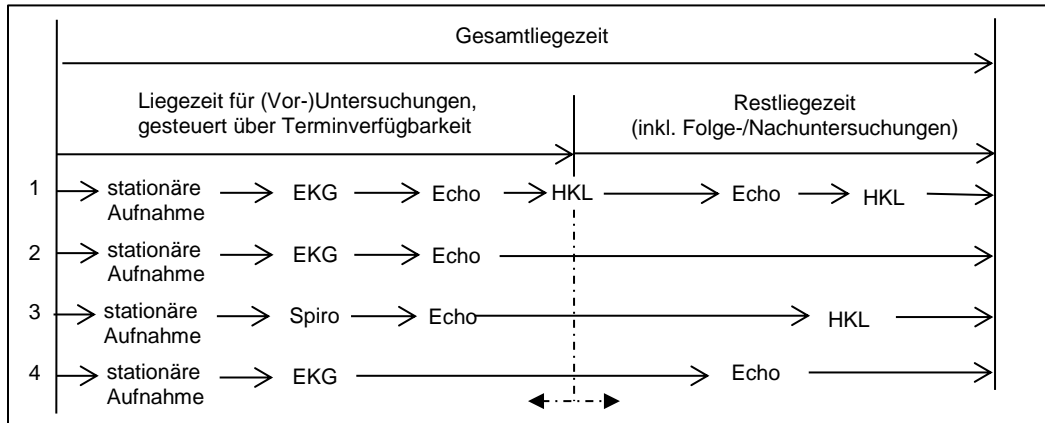 Gesamtliegezeit
Liegezeit für (Vor-)Untersuchungen,
gesteuert über Terminverfügbarkeit
Restliegezeit
(inkl. Folge-/Nachuntersuchungen)
1 stationäre Aufnahme EKG Echo HKL Echo HKL
2 stationäre Aufnahme EKG Echo
3 stationäre Aufnahme Spiro Echo HKL
4 stationäre Aufnahme EKG Echo